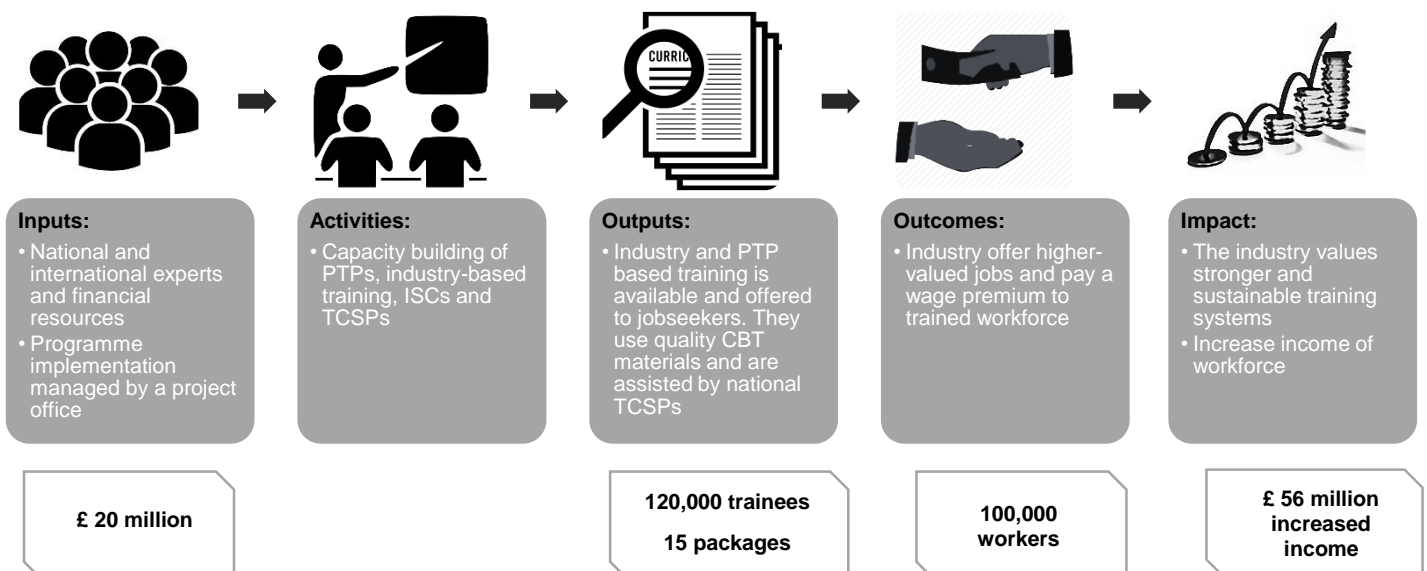 CURRIC
Inputs:
• National and
international experts
and financial
resources
• Programme
implementation
managed by a project
office
Activities:
• Capacity building of
PTPs, industry-based
training, ISCs and
TCSPs
Outputs:
• Industry and PTP
based training is
available and offered
to jobseekers. They
use quality CBT
materials and are
assisted by national
TCSPs
Outcomes:
• Industry offer higher-
valued jobs and pay a
wage premium to
trained workforce
Impact:
• The industry values
stronger and
sustainable training
systems
• Increase income of
workforce
£ 20 million
120,000 trainees
15 packages
100,000
workers
£ 56 million
increased
income